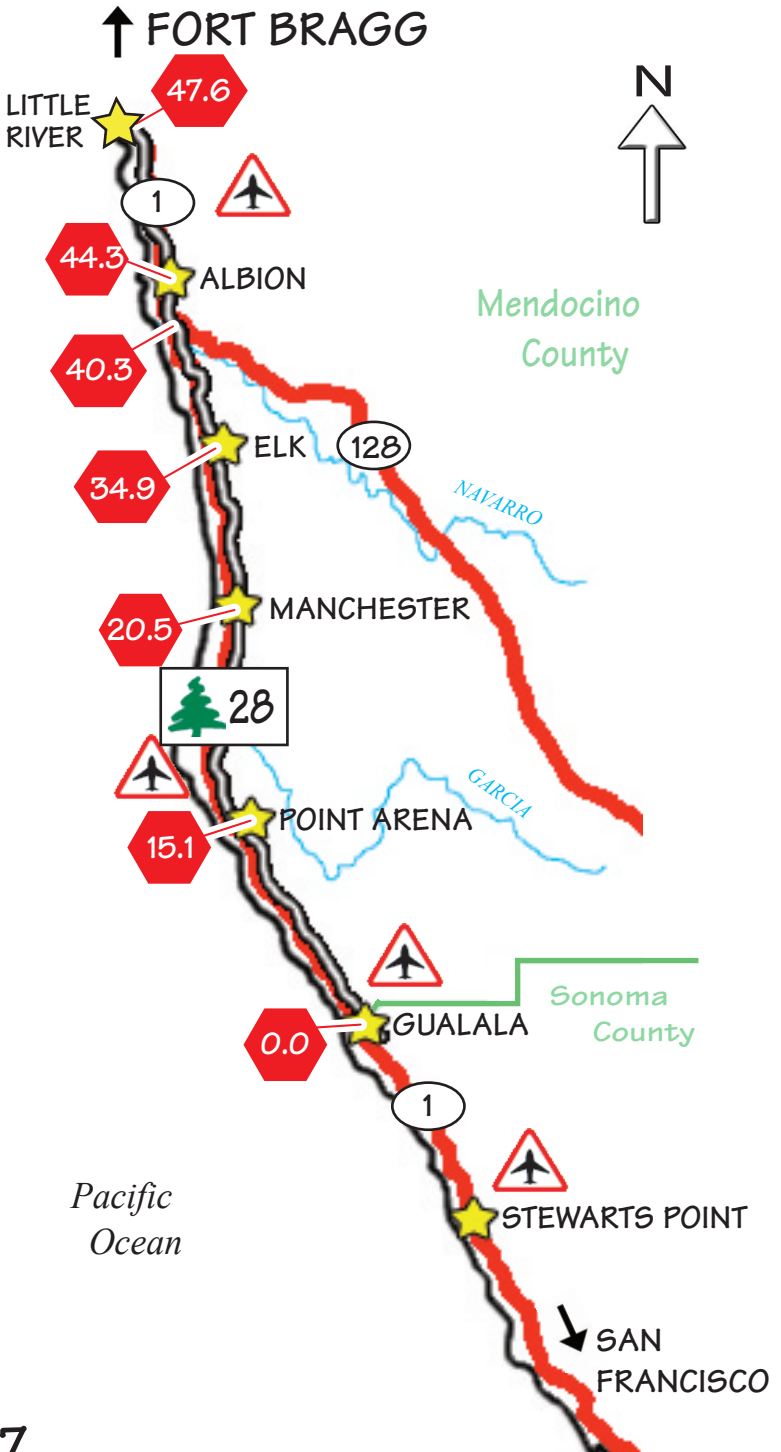 FORT BRAGG
47.6
LITTLE
RIVER
N
1
44.3
ALBION
Mendocino
County
40.3
ELK
128
34.9
NAVARRO
MANCHESTER
20.5
28
GARCIA
POINT ARENA
15.1
Sonoma
County
GUALALA
0.0
1
Pacific
Ocean
STEWARTS POINT
SAN
FRANCISCO
7